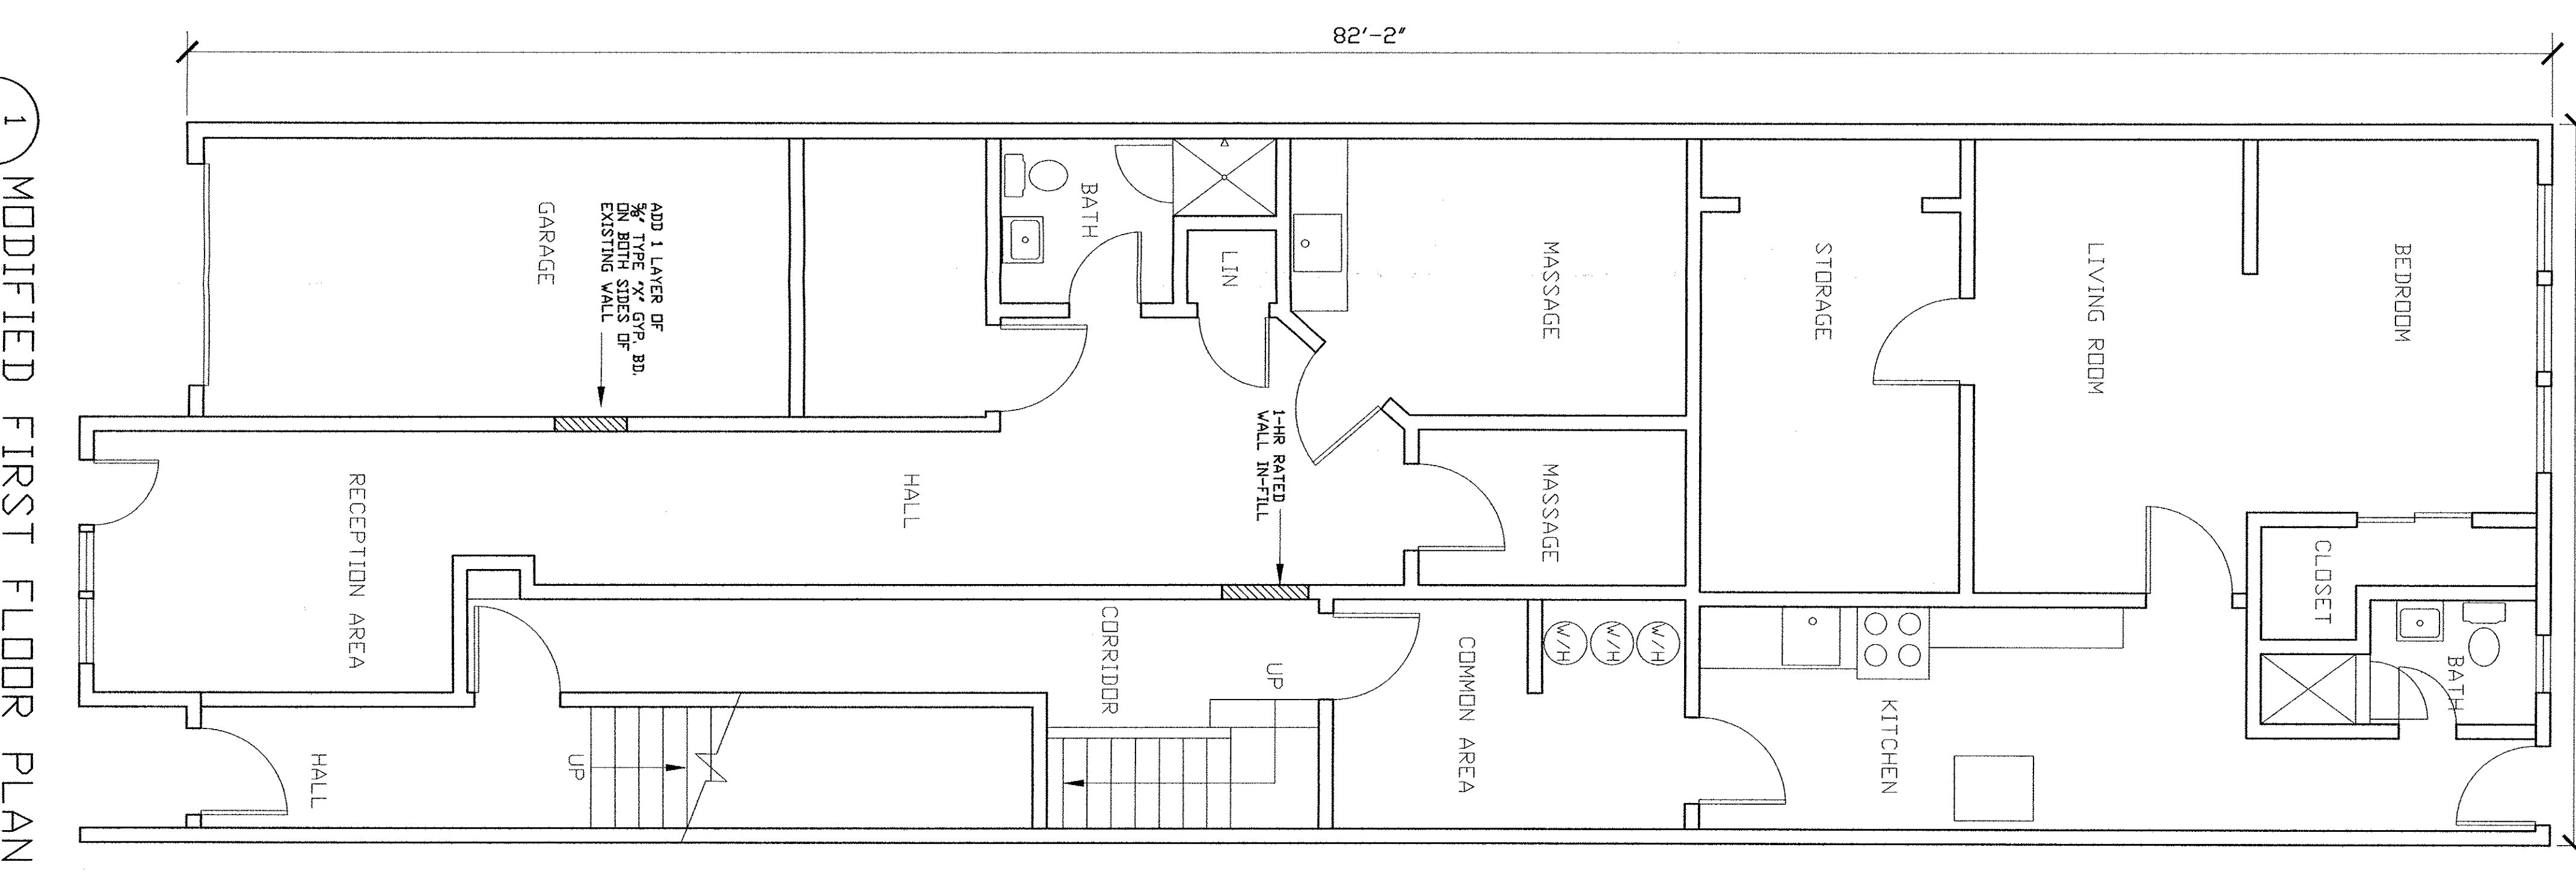 82'-2"
GARAGE
ADD 1 LAYER OF
⅝" TYPE "X" GYP. BD.
ON BOTH SIDES OF
EXISTING WALL
BATH
LIN
MASSAGE
STORAGE
LIVING ROOM
BEDROOM
RECEPTION AREA
HALL
1-HR RATED
WALL IN-FILL
MASSAGE
CLOSET
CORRIDOR
UP
COMMON AREA
W/H
W/H
W/H
KITCHEN
BATH
HALL
UP
1
MODIFIED FIRST FLOOR PLAN